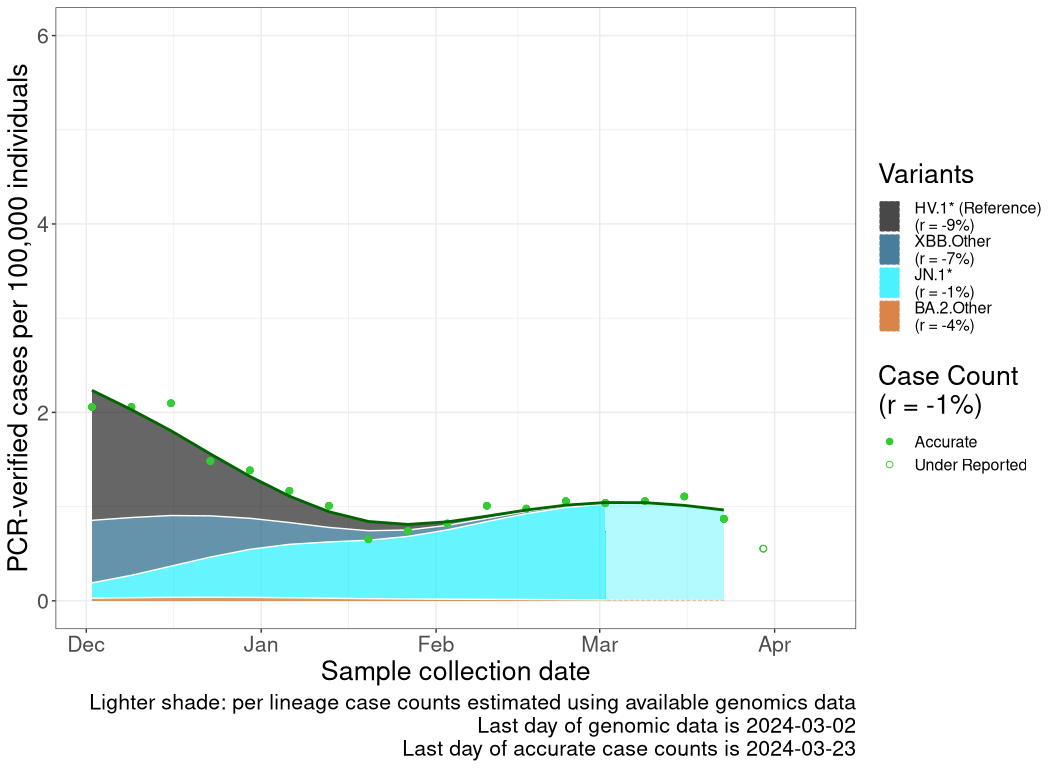 PCR-verified cases per 100,000 individuals
6
4
2
0
Dec Jan Feb Mar Apr
Sample collection date
Lighter shade: per lineage case counts estimated using available genomics data
Last day of genomic data is 2024-03-02
Last day of accurate case counts is 2024-03-23
Variants
HV.1* (Reference)
(r = -9%)
XBB.Other
(r = -7%)
JN.1*
(r = -1%)
BA.2.Other
(r = -4%)
Case Count
(r = -1%)
Accurate
Under Reported